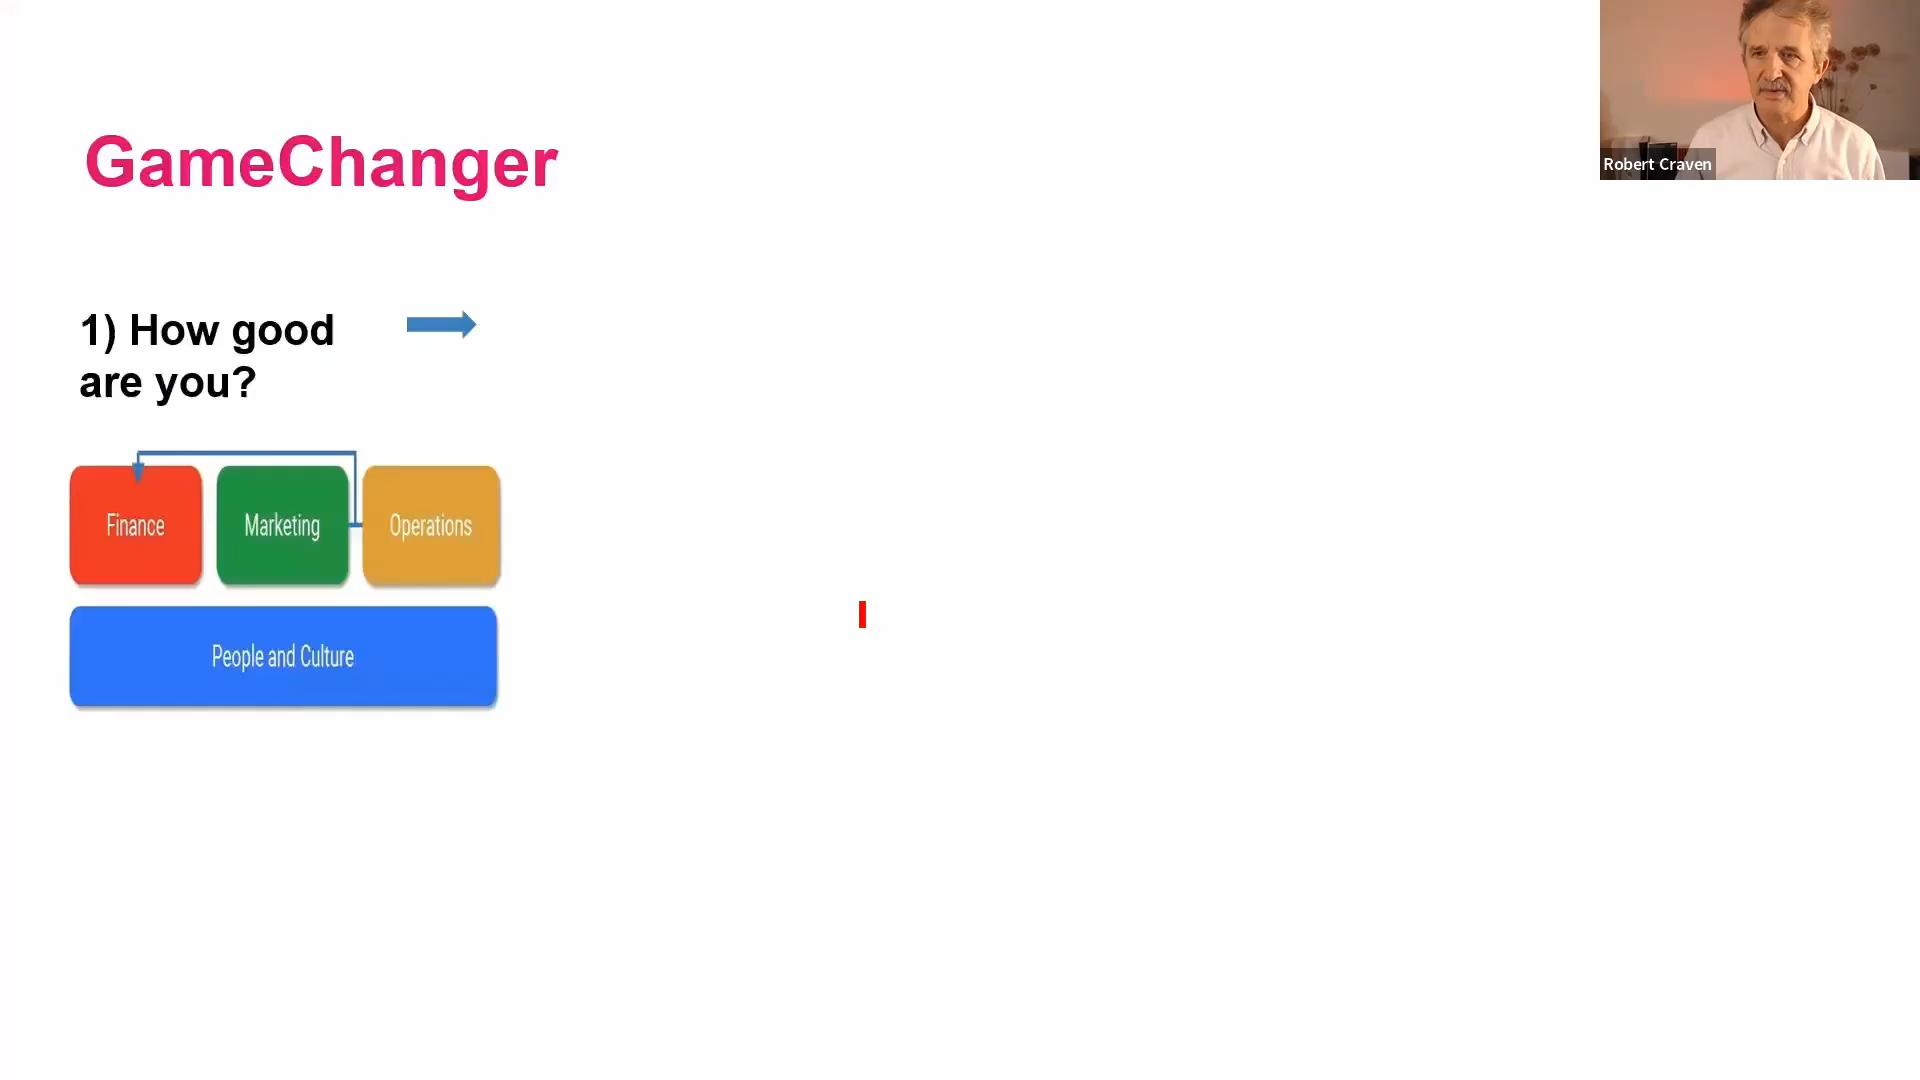 GameChanger
Robert Craven
1) How good
are you?
Finance
Marketing
Operations
People and Culture